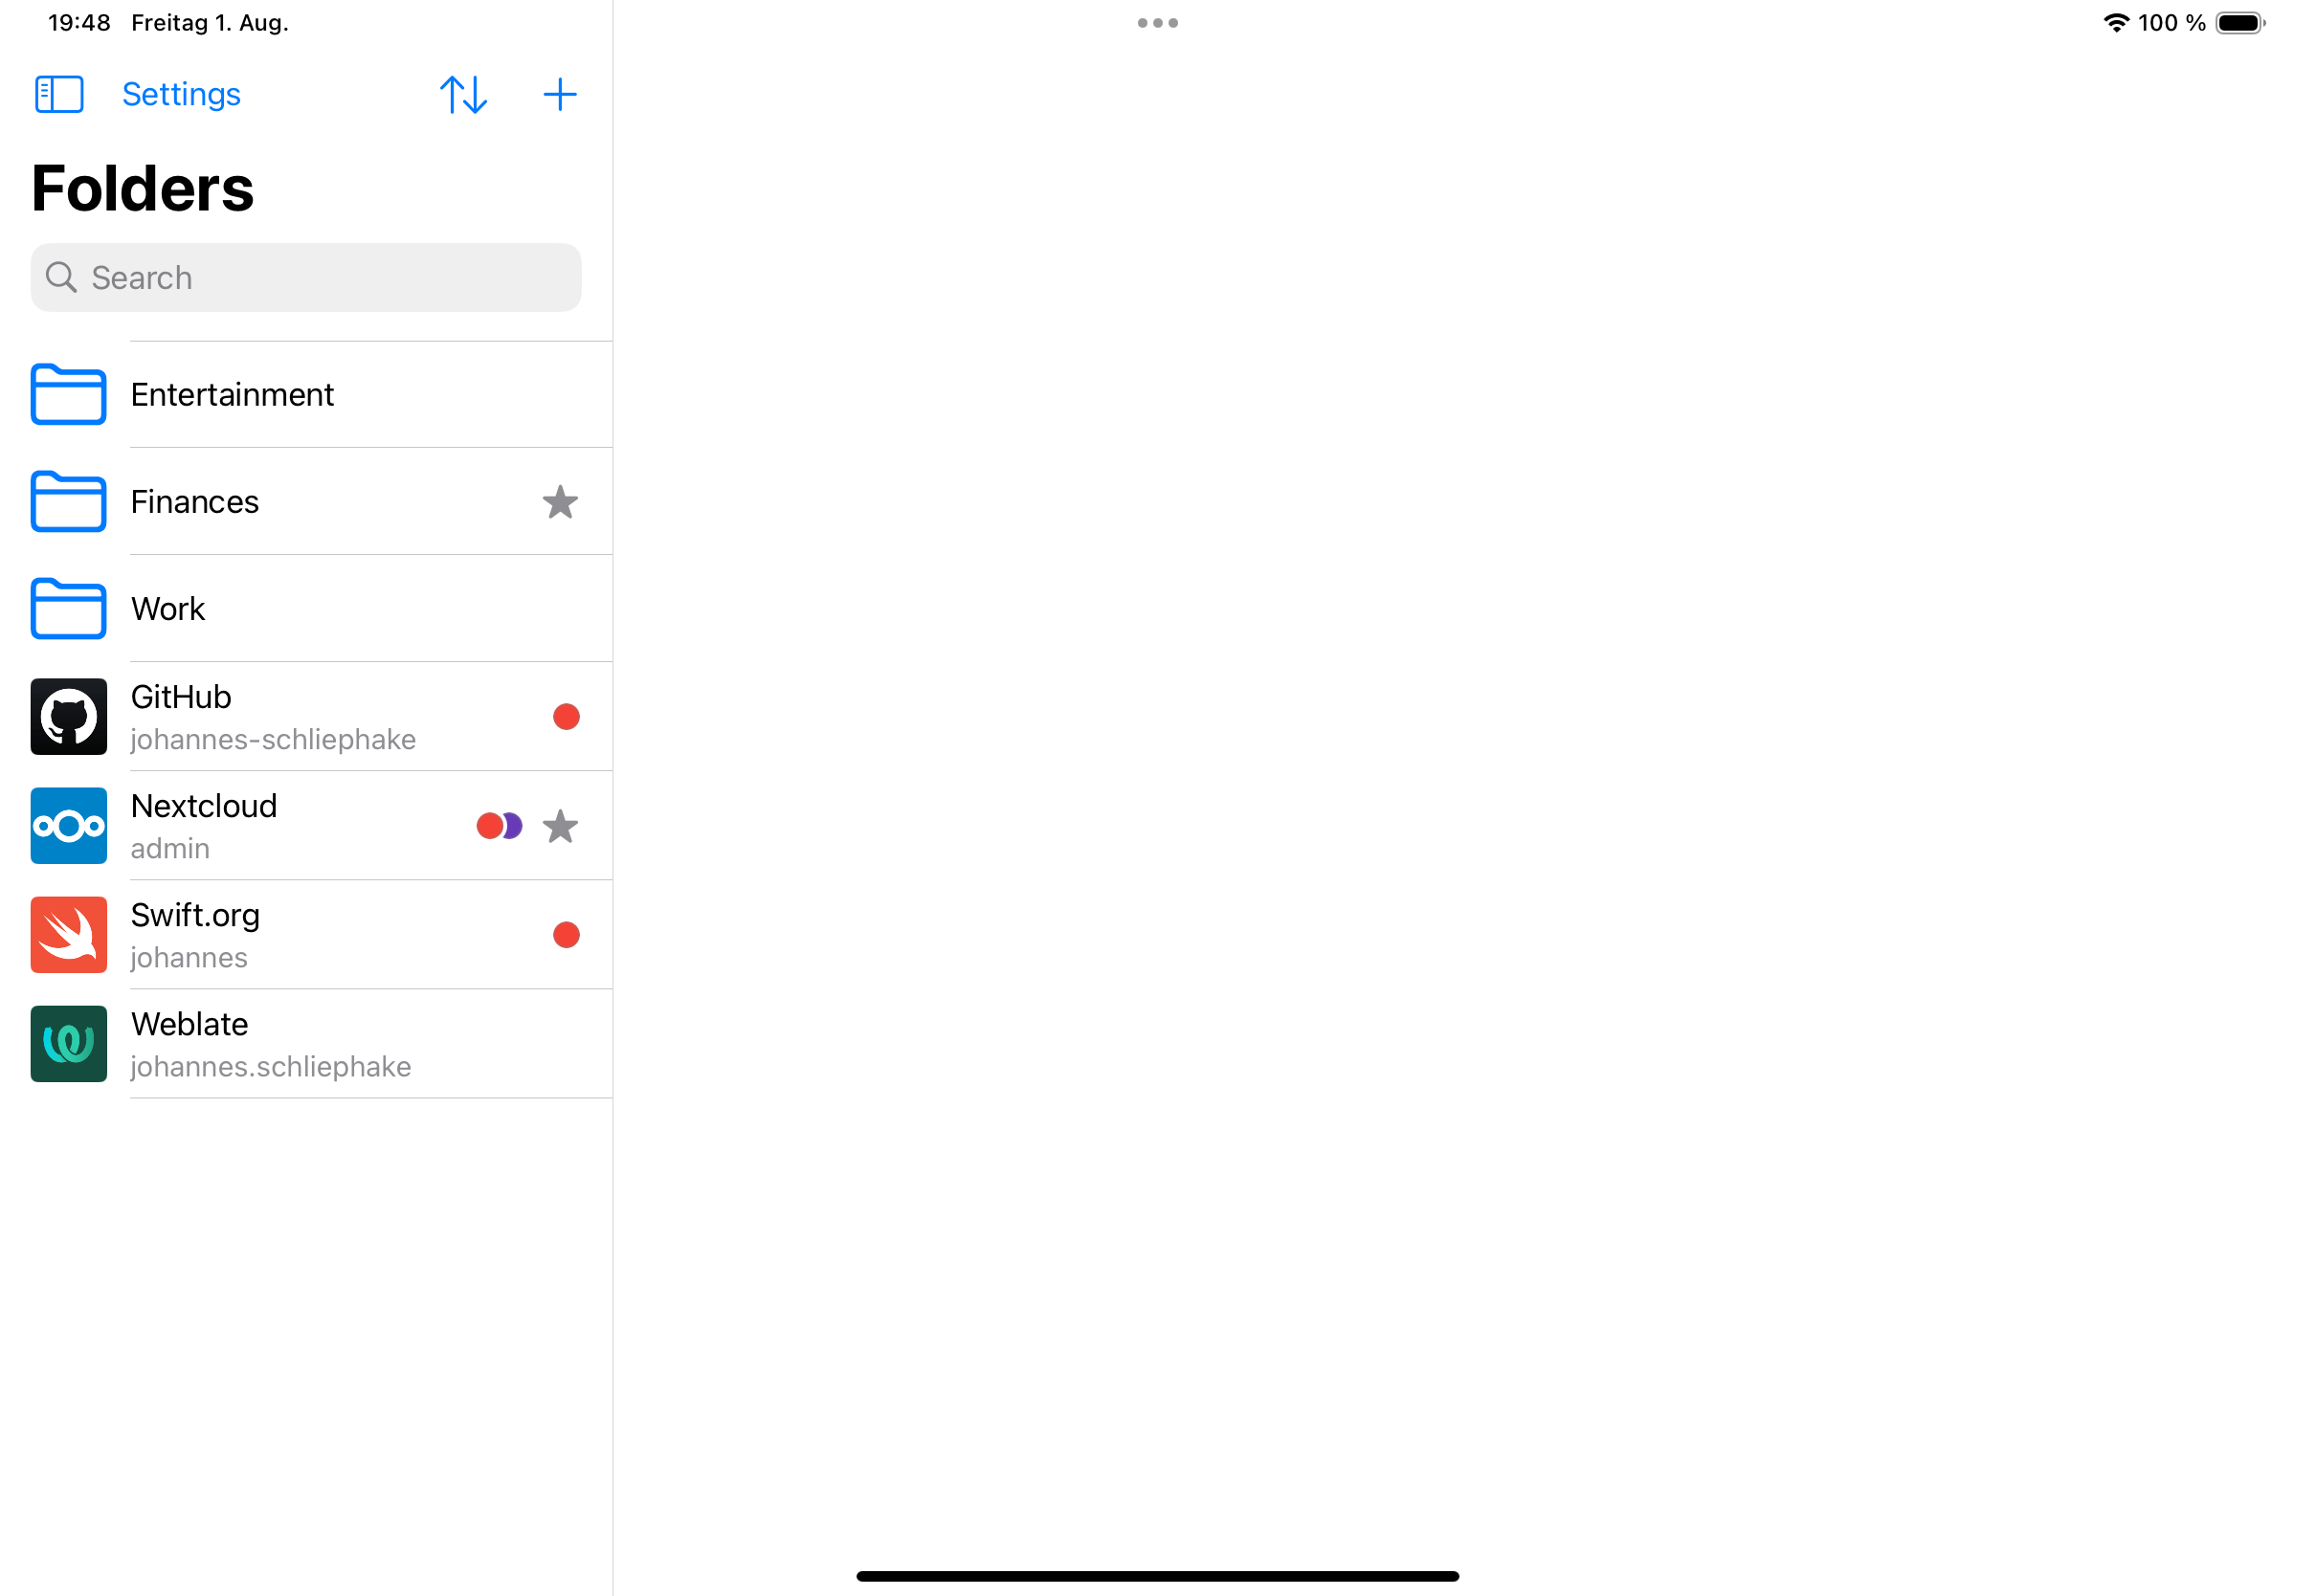 19:48 Freitag 1. Aug.
100 %
Settings
Folders
Search
Entertainment
Finances
Work
GitHub
johannes-schliephake
Nextcloud
admin
Swift.org
johannes
Weblate
johannes.schliephake